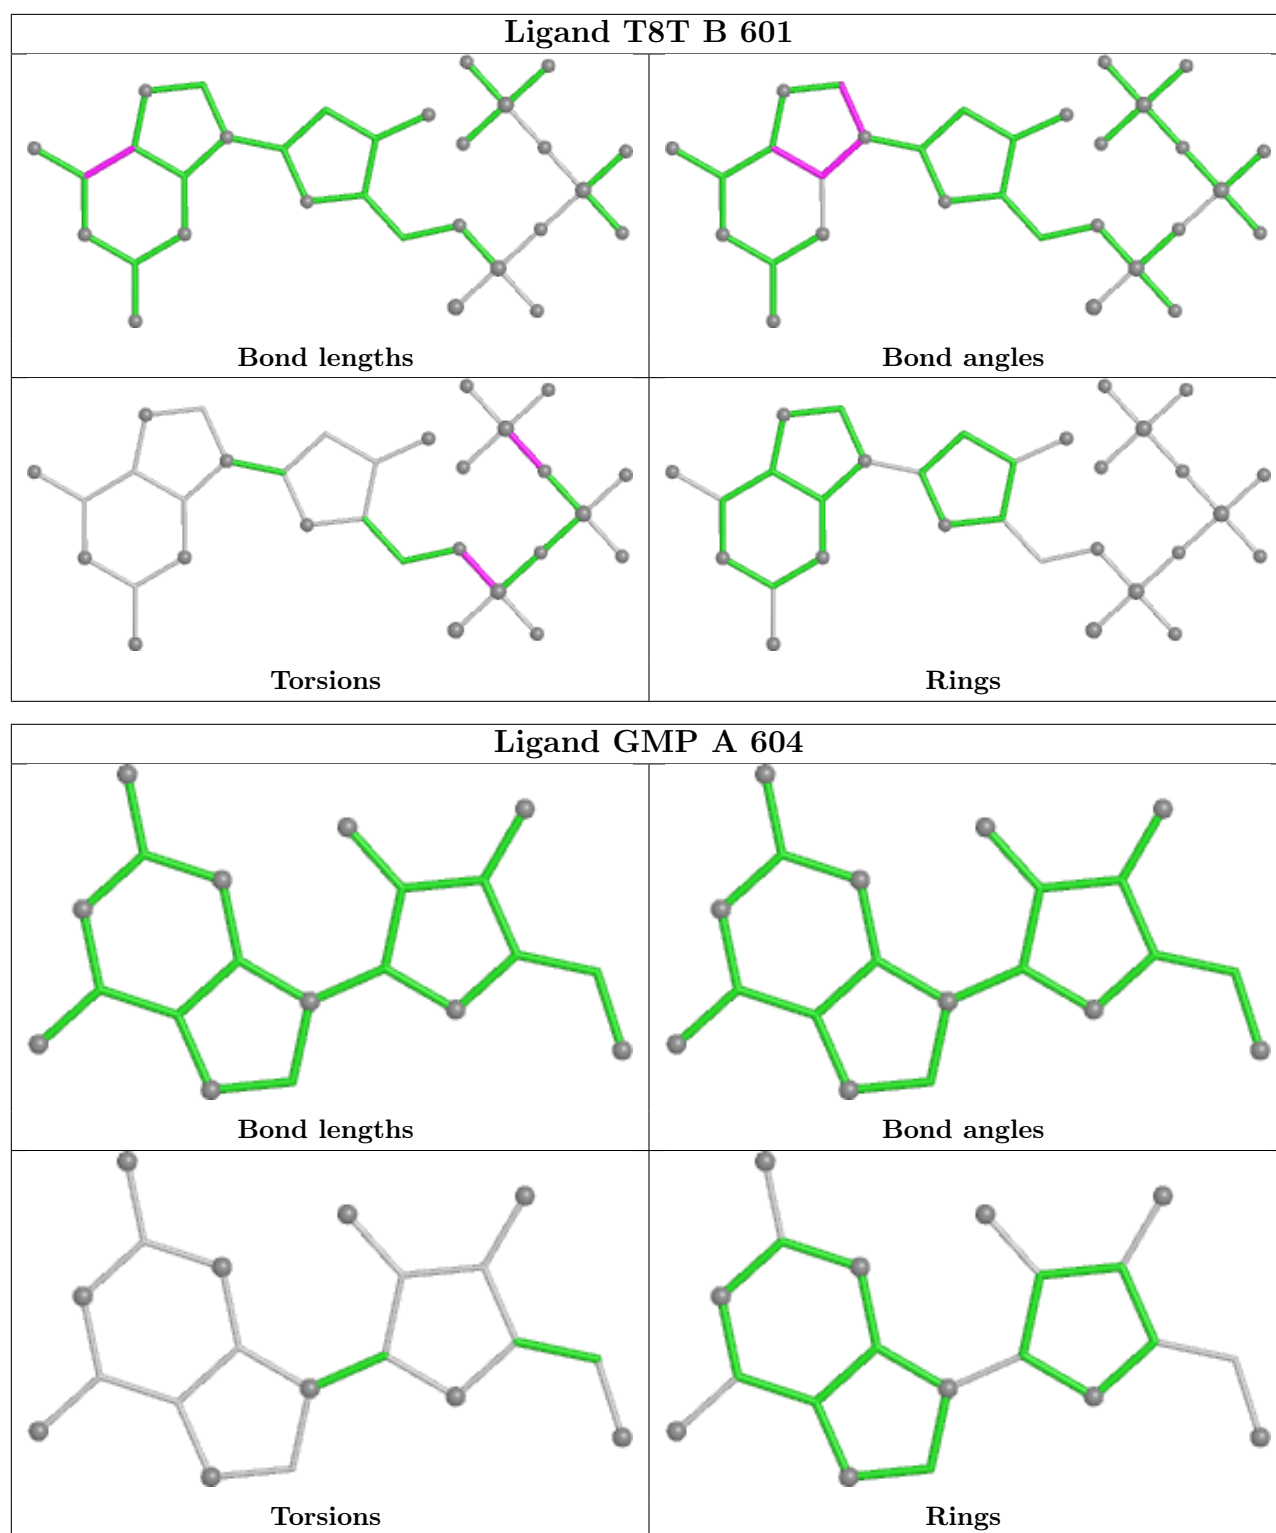 Ligand T8T B 601
Bond lengths
Bond angles
Torsions
Rings
Ligand GMP A 604
Bond lengths
Bond angles
Torsions
Rings